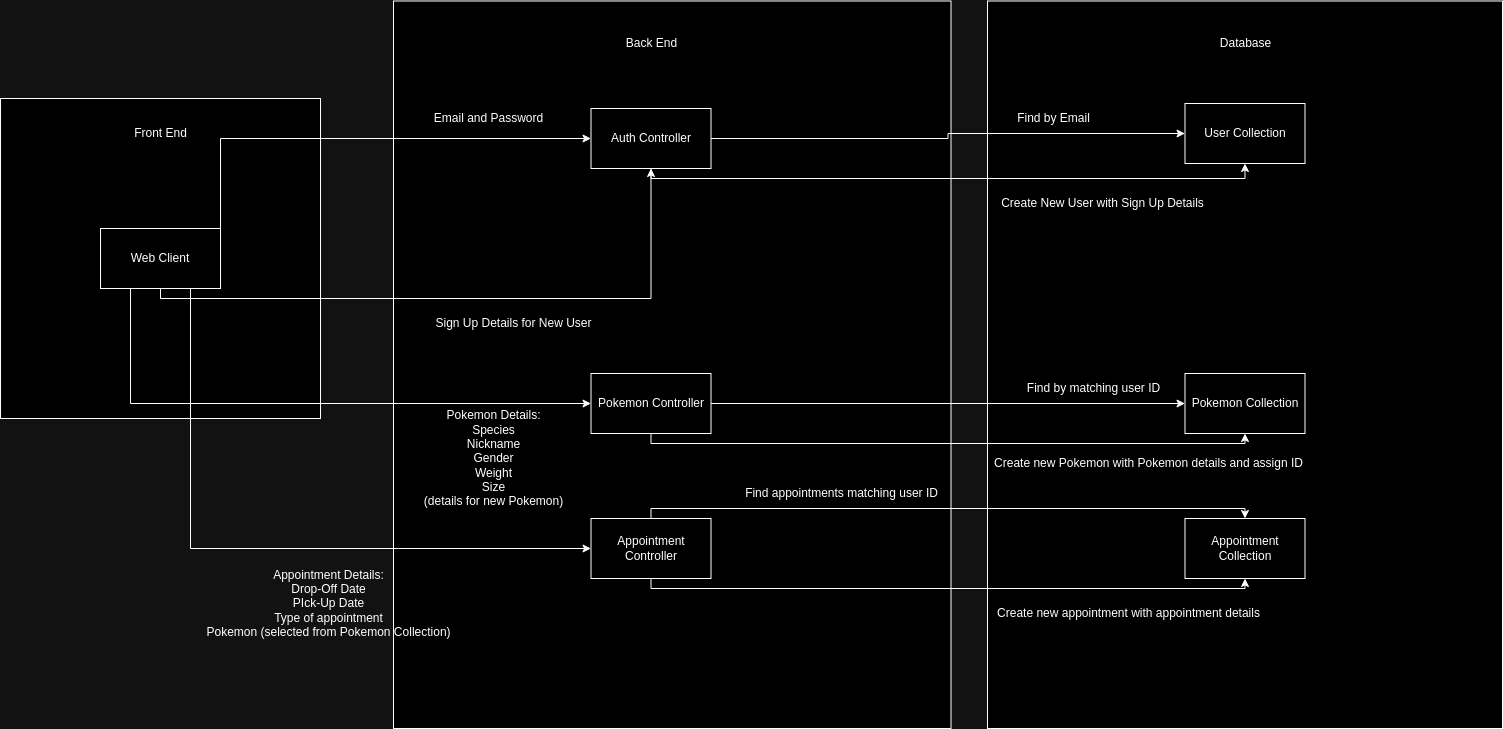 Back End
Database
Front End
Email and Password
Auth Controller
Find by Email
User Collection
Create New User with Sign Up Details
Web Client
Sign Up Details for New User
Pokemon Controller
Find by matching user ID
Pokemon Collection
Pokemon Details:
Species
Nickname
Gender
Weight
Size
(details for new Pokemon)
Create new Pokemon with Pokemon details and assign ID
Find appointments matching user ID
Appointment
Controller
Appointment
Collection
Appointment Details:
Drop-Off Date
PIck-Up Date
Type of appointment
Pokemon (selected from Pokemon Collection)
Create new appointment with appointment details